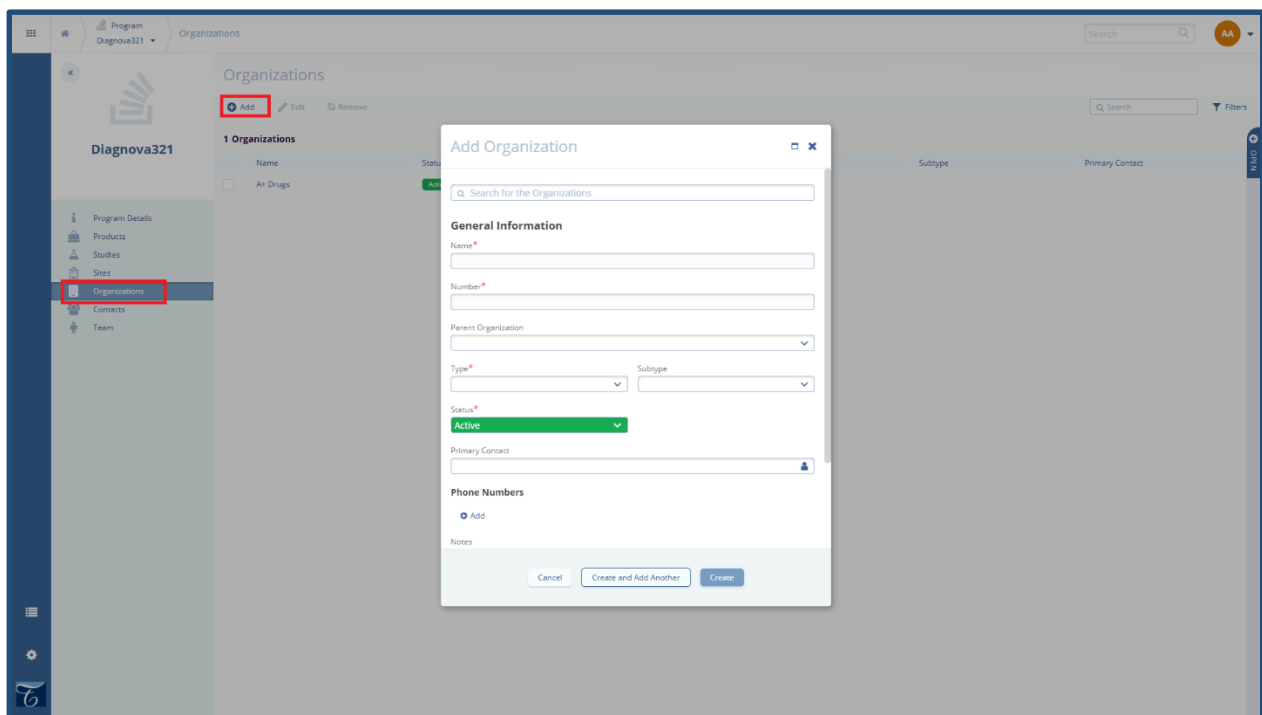 Program
Diagnova321
Organizations
Search
AA
Organizations
Add Edit Remove
Search
Filters
OPEN
Diagnova321
1 Organizations
Name Statu Subtype Primary Contact
A+ Drugs Acti
Program Details
Products
Studies
Sites
Organizations
Contacts
Team
Add Organization
Search for the Organizations
General Information
Name*
Number*
Parent Organization
Type* Subtype
Status*
Active
Primary Contact
Phone Numbers
Add
Notes
Cancel Create and Add Another Create